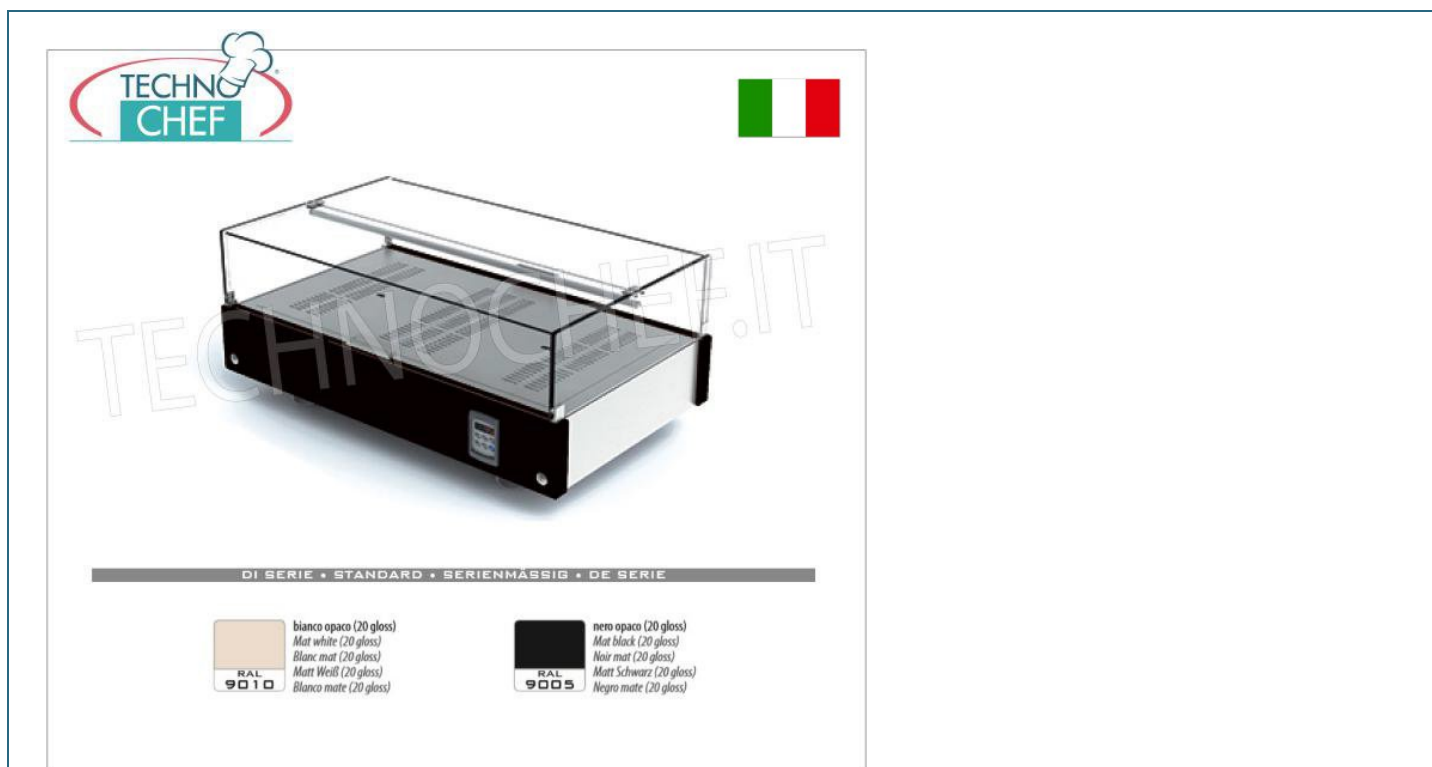 TECHNO
CHEF
TECHNOCHEF.IT
DI SERIE • STANDARD • SERIENMÄSSIG • DE SERIE
RAL
9010
bianco opaco (20 gloss)
Mat white (20 gloss)
Blanc mat (20 gloss)
Matt Weiß (20 gloss)
Blanco mate (20 gloss)
RAL
9005
nero opaco (20 gloss)
Mat black (20 gloss)
Noir mat (20 gloss)
Matt Schwarz (20 gloss)
Negro mate (20 gloss)